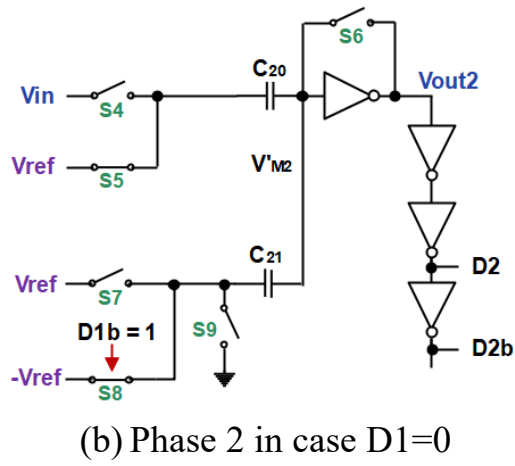 S6
C20
Vin
S4
Vout2
Vref
S5
V'M2
C21
D2
Vref
S7
S9
D1b = 1
D2b
-Vref
S8
(b) Phase 2 in case D1=0